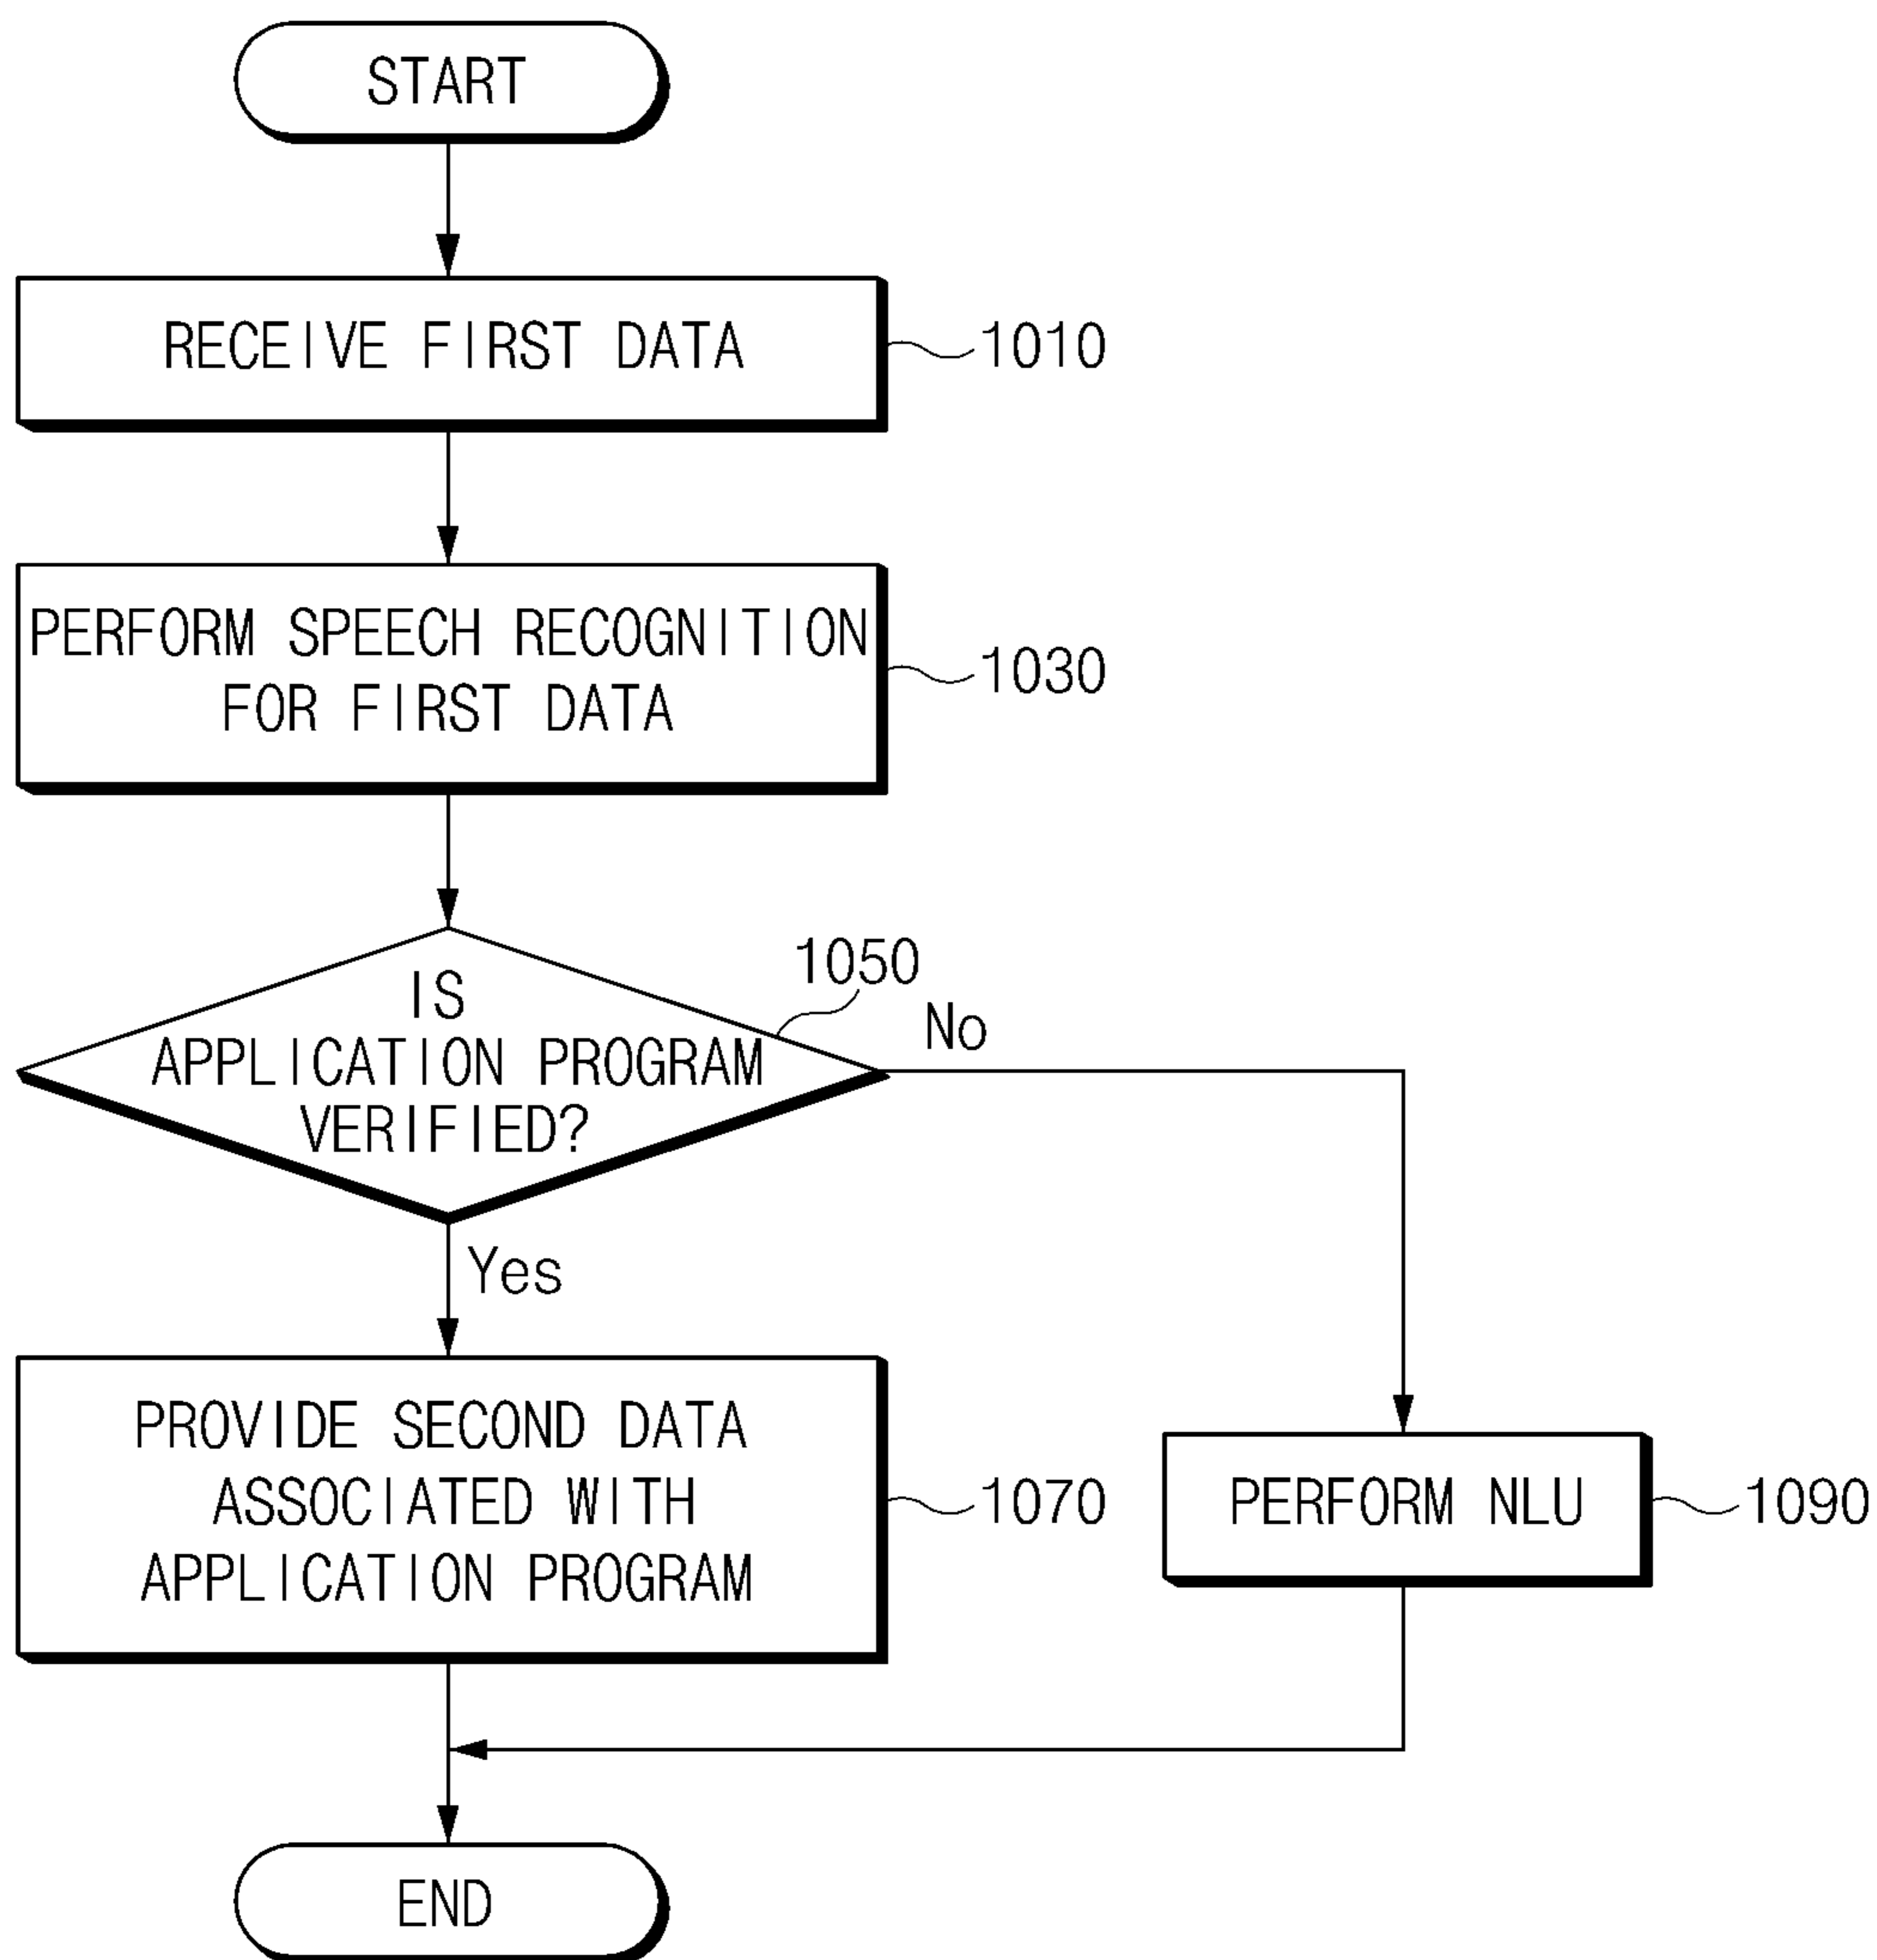 START
RECEIVE FIRST DATA
1010
PERFORM SPEECH RECOGNITION
FOR FIRST DATA
1030
IS
APPLICATION PROGRAM
VERIFIED?
1050
No
Yes
PROVIDE SECOND DATA
ASSOCIATED WITH
APPLICATION PROGRAM
1070
PERFORM NLU
1090
END